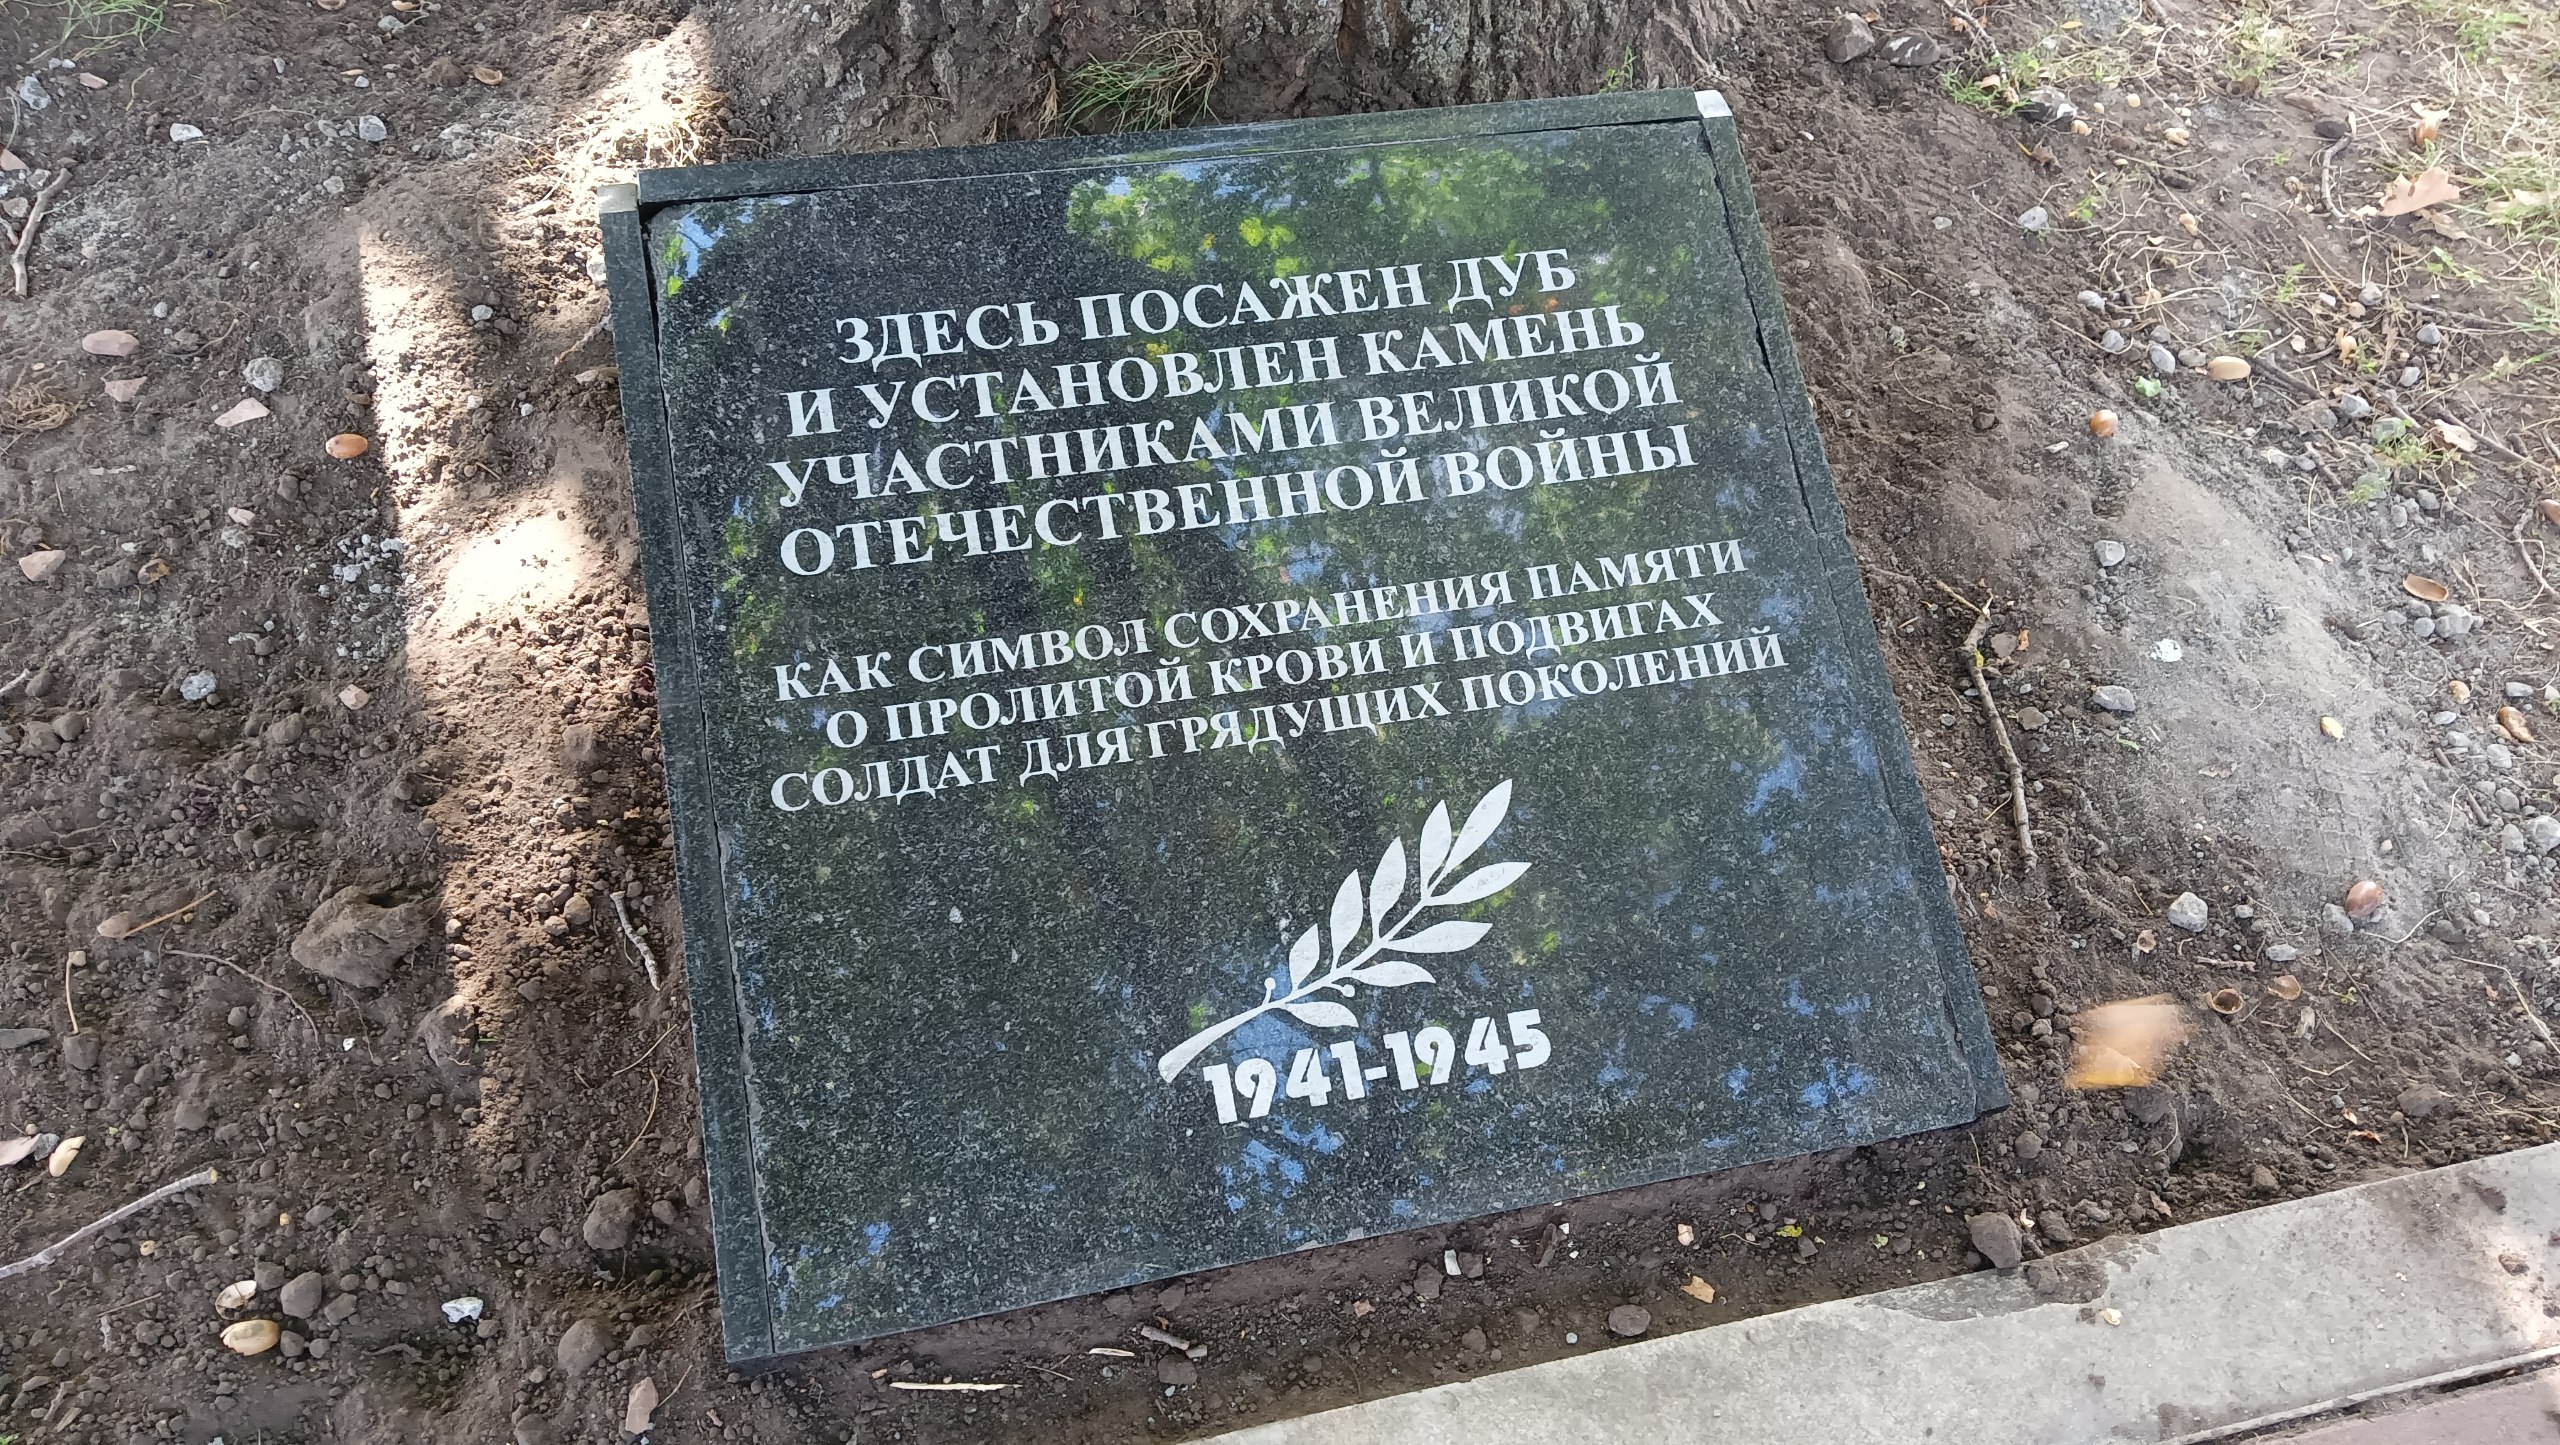 ЗДЕСЬ ПОСАЖЕН ДУБ
И УСТАНОВЛЕН КАМЕНЬ
УЧАСТНИКАМИ ВЕЛИКОЙ
ОТЕЧЕСТВЕННОЙ ВОЙНЫ
КАК СИМВОЛ СОХРАНЕНИЯ ПАМЯТИ
О ПРОЛИТОЙ КРОВИ И ПОДВИГАХ
СОЛДАТ ДЛЯ ГРЯДУЩИХ ПОКОЛЕНИЙ
1941-1945